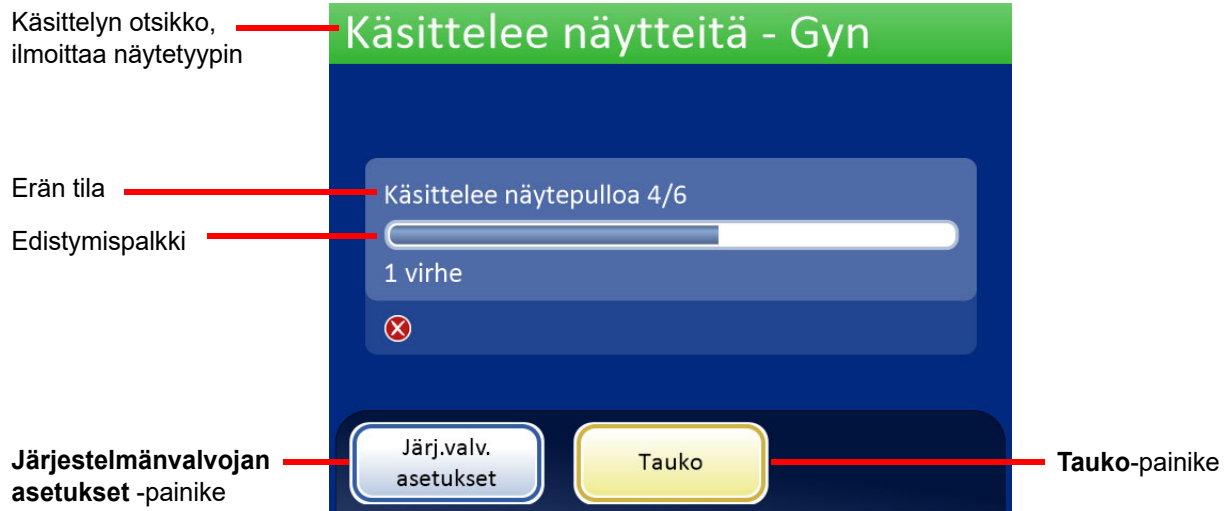 Käsittelyn otsikko,
ilmoittaa näytetyypin
Käsittelee näytteitä - Gyn
Erän tila
Käsittelee näytepulloa 4/6
Edistymispalkki
1 virhe
Järjestelmänvalvojan
asetukset -painike
Järj.valv.
asetukset
Tauko
Tauko-painike